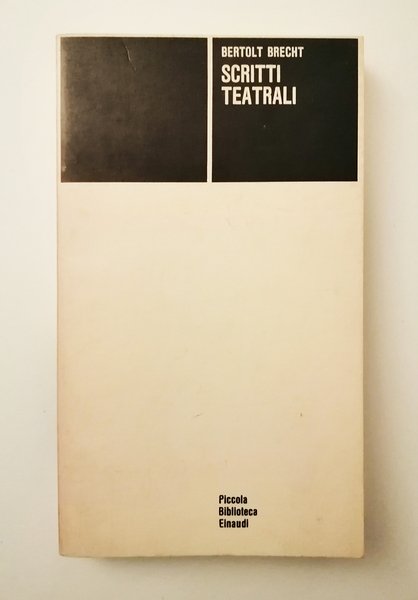 BERTOLT BRECHT
SCRITTI
TEATRALI
Piccola
Biblioteca
Einaudi